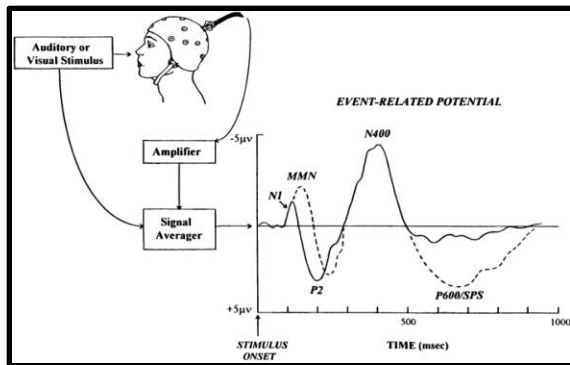 Auditory or
Visual Stimulus
Amplifier
Signal
Averager
EVENT-RELATED POTENTIAL
-5μv
N400
MMN
N1
P2
P600/SPS
+5μv
500
1000
STIMULUS
ONSET
TIME (msec)